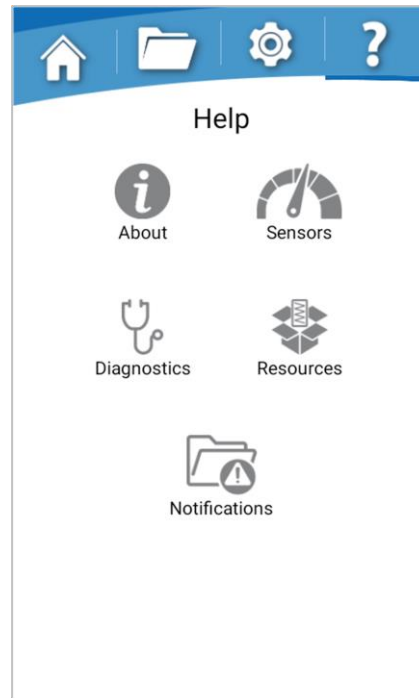 Help
About
Sensors
Diagnostics
Resources
Notifications